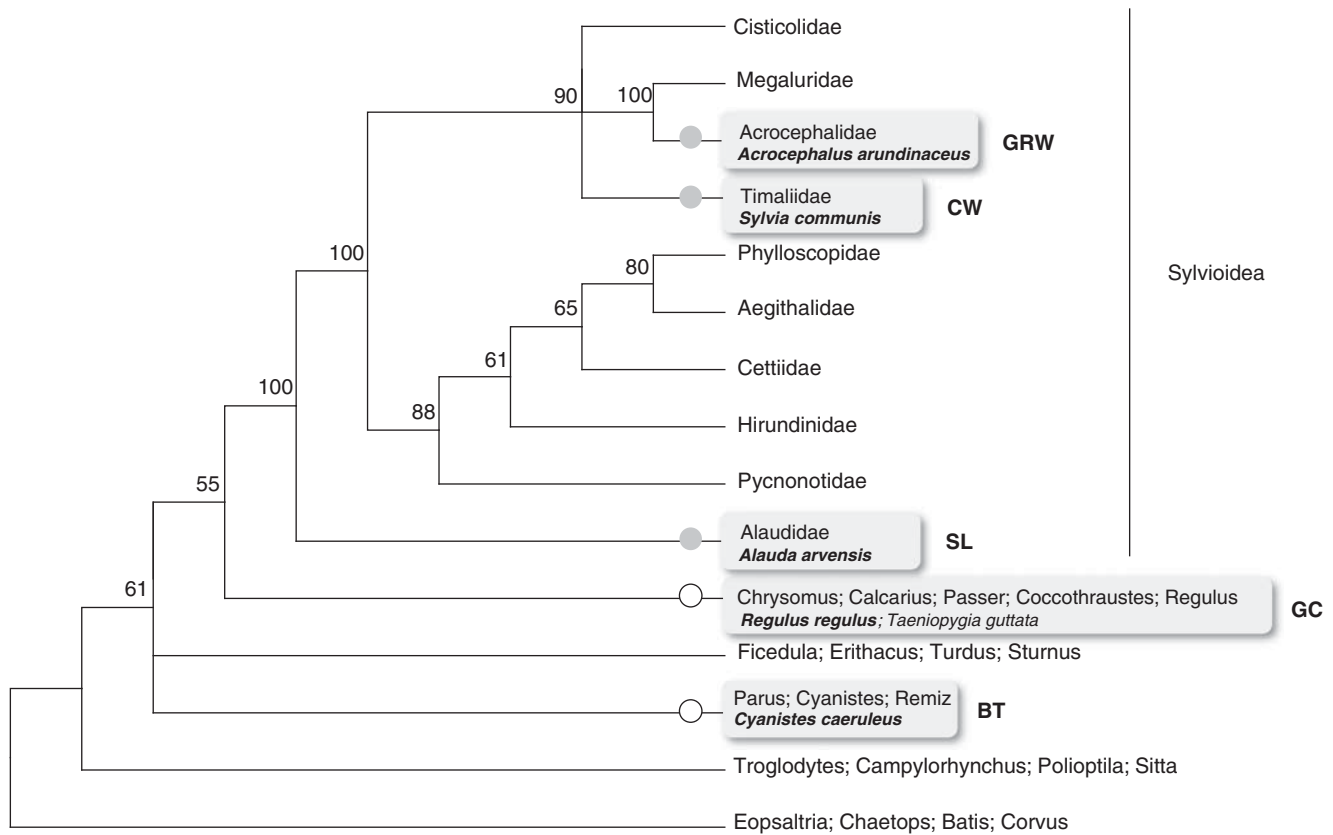 Cisticolidae
90
100
Megaluridae
Acrocephalidae
Acrocephalus arundinaceus
GRW
Timaliidae
Sylvia communis
CW
100
Phylloscopidae
80
Aegithalidae
65
Cettiidae
61
Hirundinidae
88
Pycnonotidae
Sylvioidea
100
Alaudidae
Alauda arvensis
SL
55
Chrysomus; Calcarius; Passer; Coccothraustes; Regulus
Regulus regulus; Taeniopygia guttata
GC
61
Ficedula; Erithacus; Turdus; Sturnus
Parus; Cyanistes; Remiz
Cyanistes caeruleus
BT
Troglodytes; Campylorhynchus; Polioptila; Sitta
Eopsaltria; Chaetops; Batis; Corvus